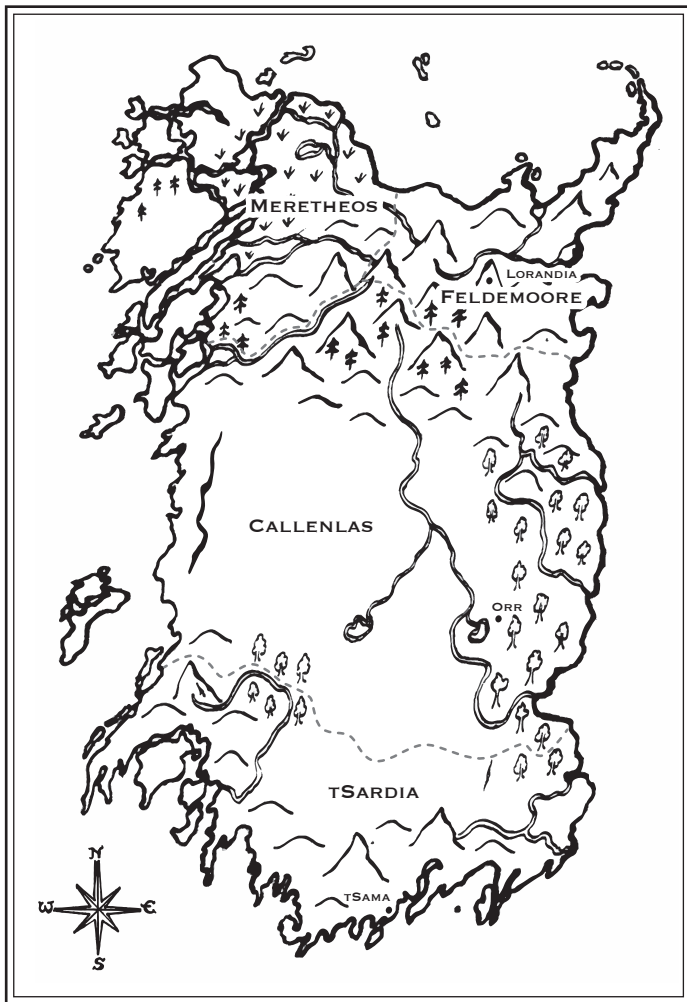 Meretheos
Lorandia
Feldemoore
Callenlas
Orr
tSardia
tSama
N
W E
S